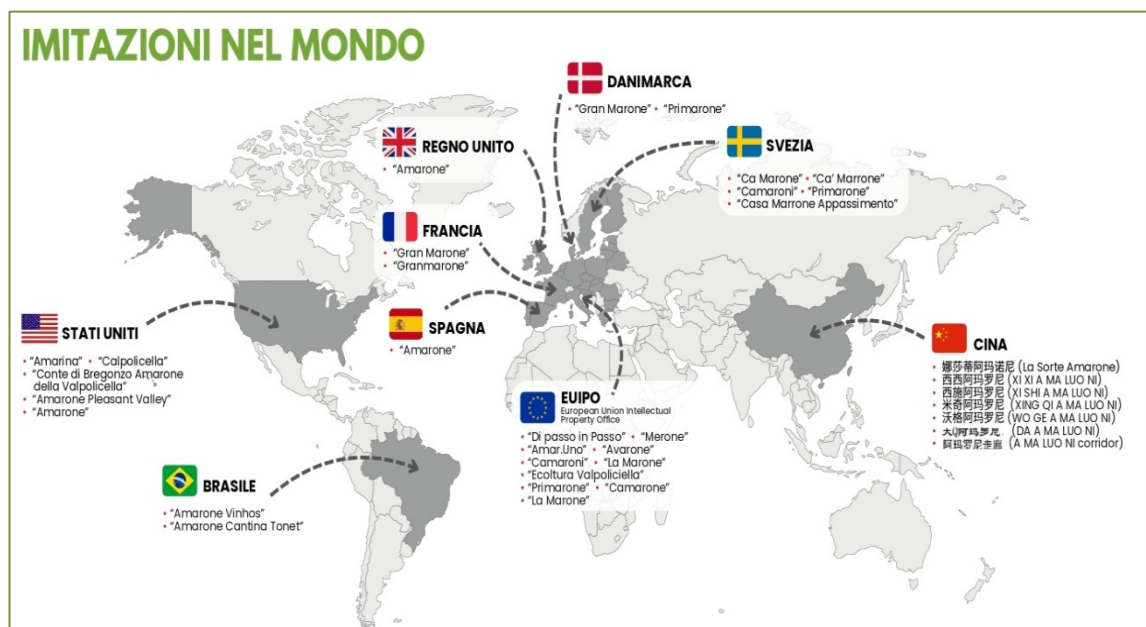 IMITAZIONI NEL MONDO
DANIMARCA
• “Gran Marone” • “Primarone”
REGNO UNITO
• “Amarone”
SVEZIA
• “Ca Marone” • “Ca’ Marrone”
• “Camaroni” • “Primarone”
• “Casa Marrone Appassimento”
FRANCIA
• “Gran Marone”
• “Granmarone”
STATI UNITI
• “Amarina” • “Calpolicella”
• “Conte di Bregonzo Amarone
della Valpolicella”
• “Amarone Pleasant Valley”
• “Amarone”
SPAGNA
• “Amarone”
CINA
• 娜莎蒂阿玛诺尼 (La Sorte Amarone)
• 西西阿玛罗尼 (XI XI A MA LUO NI)
• 西施阿玛罗尼 (XI SHI A MA LUO NI)
• 米奇阿玛罗尼 (XING QI A MA LUO NI)
• 沃格阿玛罗尼 (WO GE A MA LUO NI)
• (DA A MA LUO NI)
• 阿玛罗尼走廊 (A MA LUO NI corridor)
EUIPO
European Union Intellectual
Property Office
• “Di passo in Passo” • “Merone”
• “Amar.Uno” • “Avarone”
• “Camaroni” • “La Marone”
• “Ecoltura Valpoliciella”
• “Primarone” • “Camarone”
• “La Marone”
BRASILE
• “Amarone Vinhos”
• “Amarone Cantina Tonet”